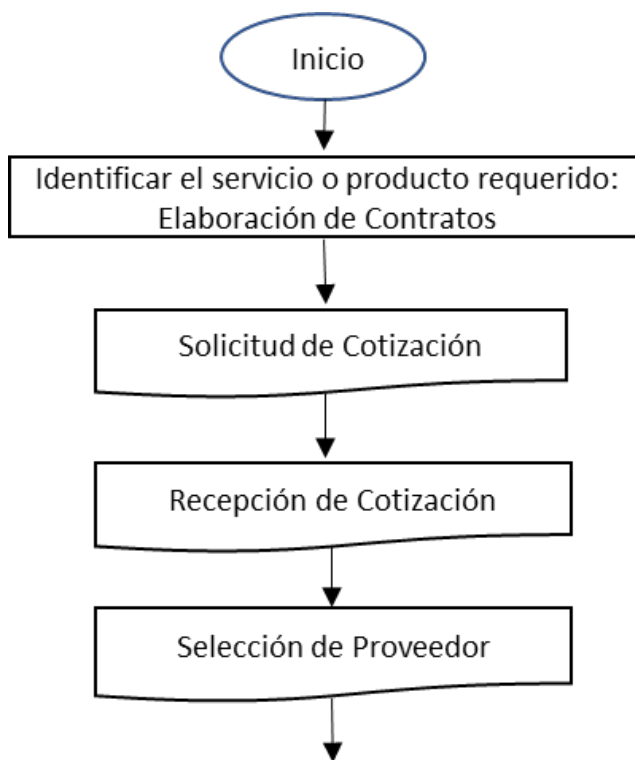 Inicio
Identificar el servicio o producto requerido:
Elaboración de Contratos
Solicitud de Cotización
Recepción de Cotización
Selección de Proveedor